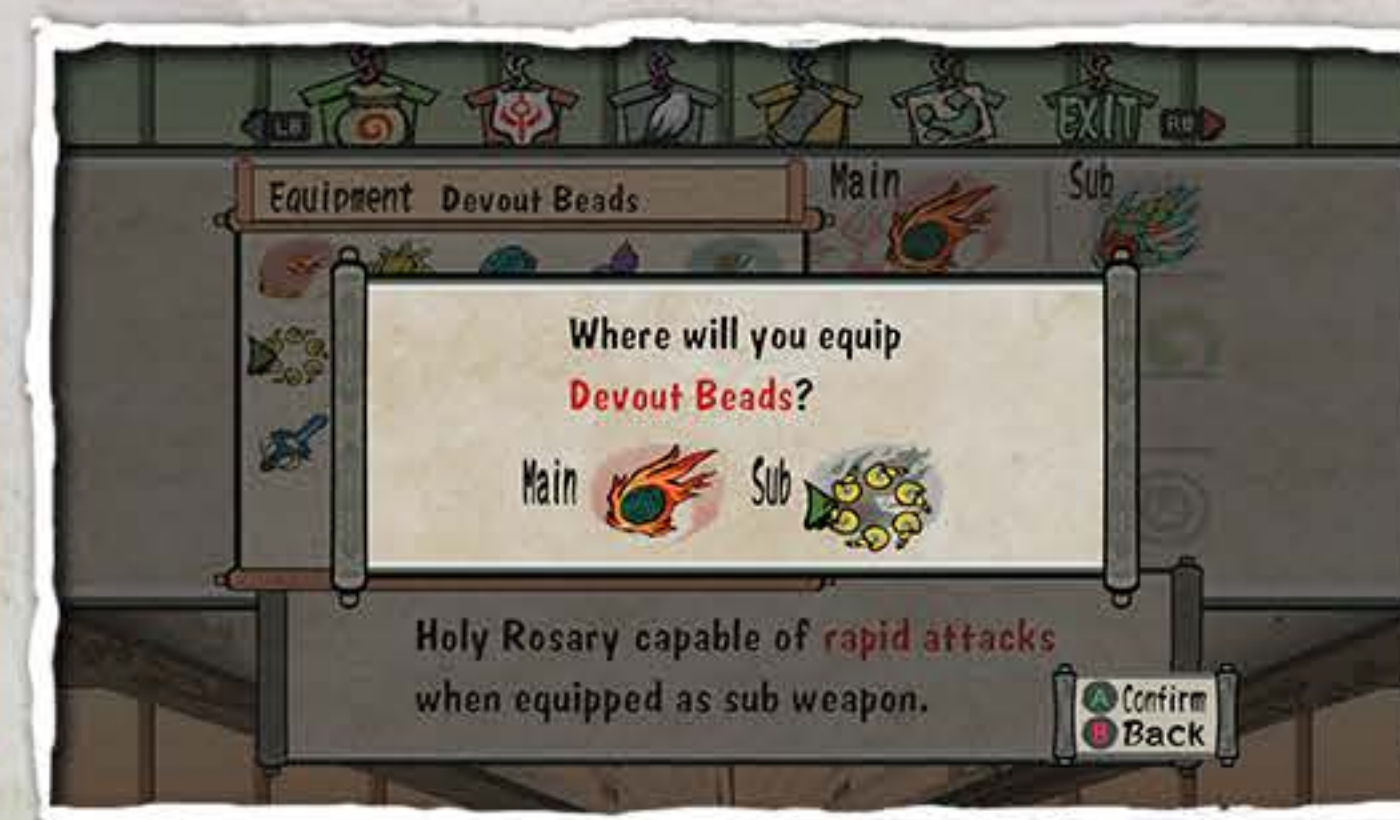 LB
EXIT
RB
Equipment Devout Beads
Main
Sub
Where will you equip
Devout Beads?
Main
Sub
Holy Rosary capable of rapid attacks
when equipped as sub weapon.
A Confirm
B Back